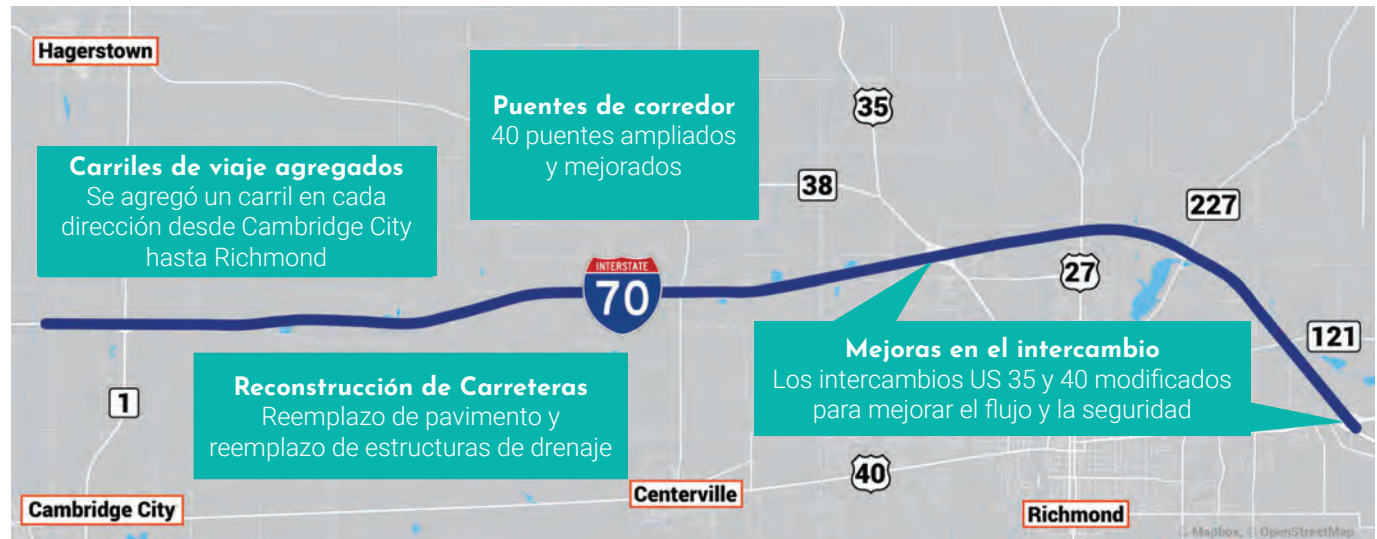 Hagerstown
Puentes de corredor
40 puentes ampliados
y mejorados
35
Carriles de viaje agregados
Se agregó un carril en cada
dirección desde Cambridge City
hasta Richmond
38
227
INTERSTATE
70
27
121
Mejoras en el intercambio
Los intercambios US 35 y 40 modificados
para mejorar el flujo y la seguridad
Reconstrucción de Carreteras
Reemplazo de pavimento y
reemplazo de estructuras de drenaje
1
40
Centerville
Cambridge City
Richmond
© Mapbox, © OpenStreetMap